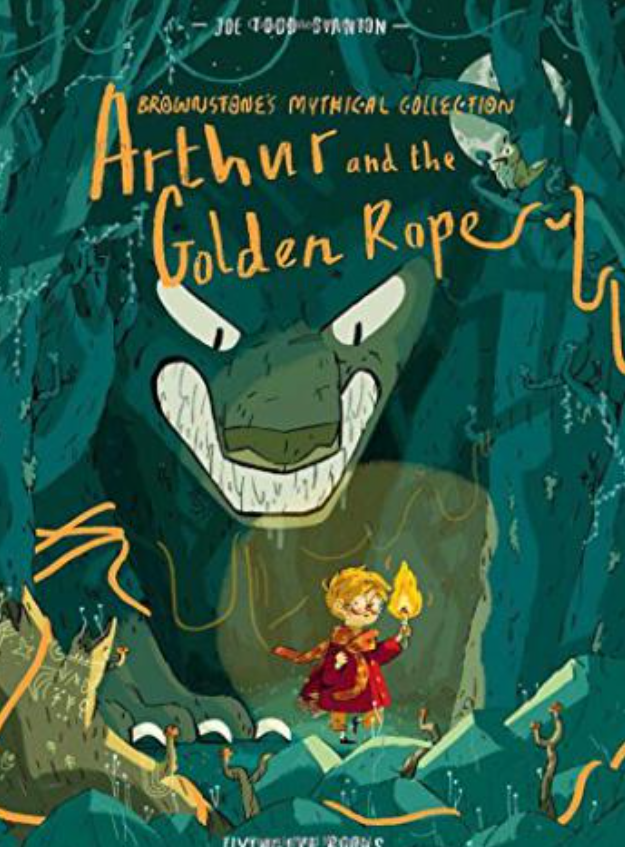 JOE TODD-STANTON
BROWNSTONE'S MYTHICAL COLLECTION
Arthur and the
Golden Rope